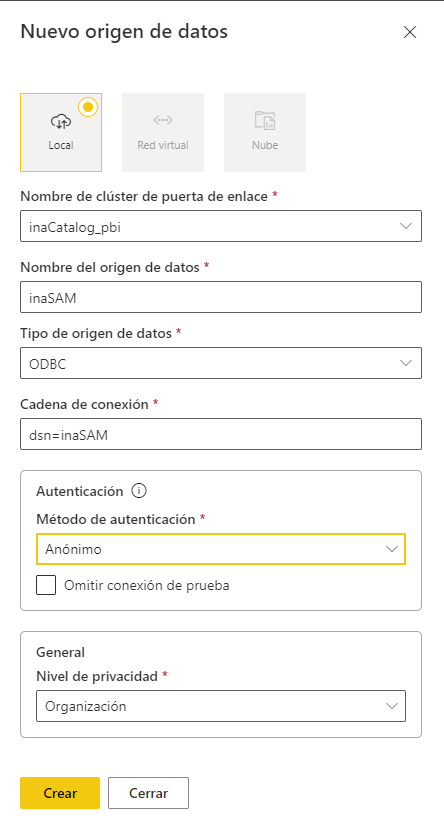 Nuevo origen de datos
Local
Red virtual
Nube
Nombre de clúster de puerta de enlace *
inaCatalog_pbi
Nombre del origen de datos *
inaSAM
Tipo de origen de datos *
ODBC
Cadena de conexión *
dsn=inaSAM
Autenticación
Método de autenticación *
Anónimo
Omitir conexión de prueba
General
Nivel de privacidad *
Organización
Crear
Cerrar